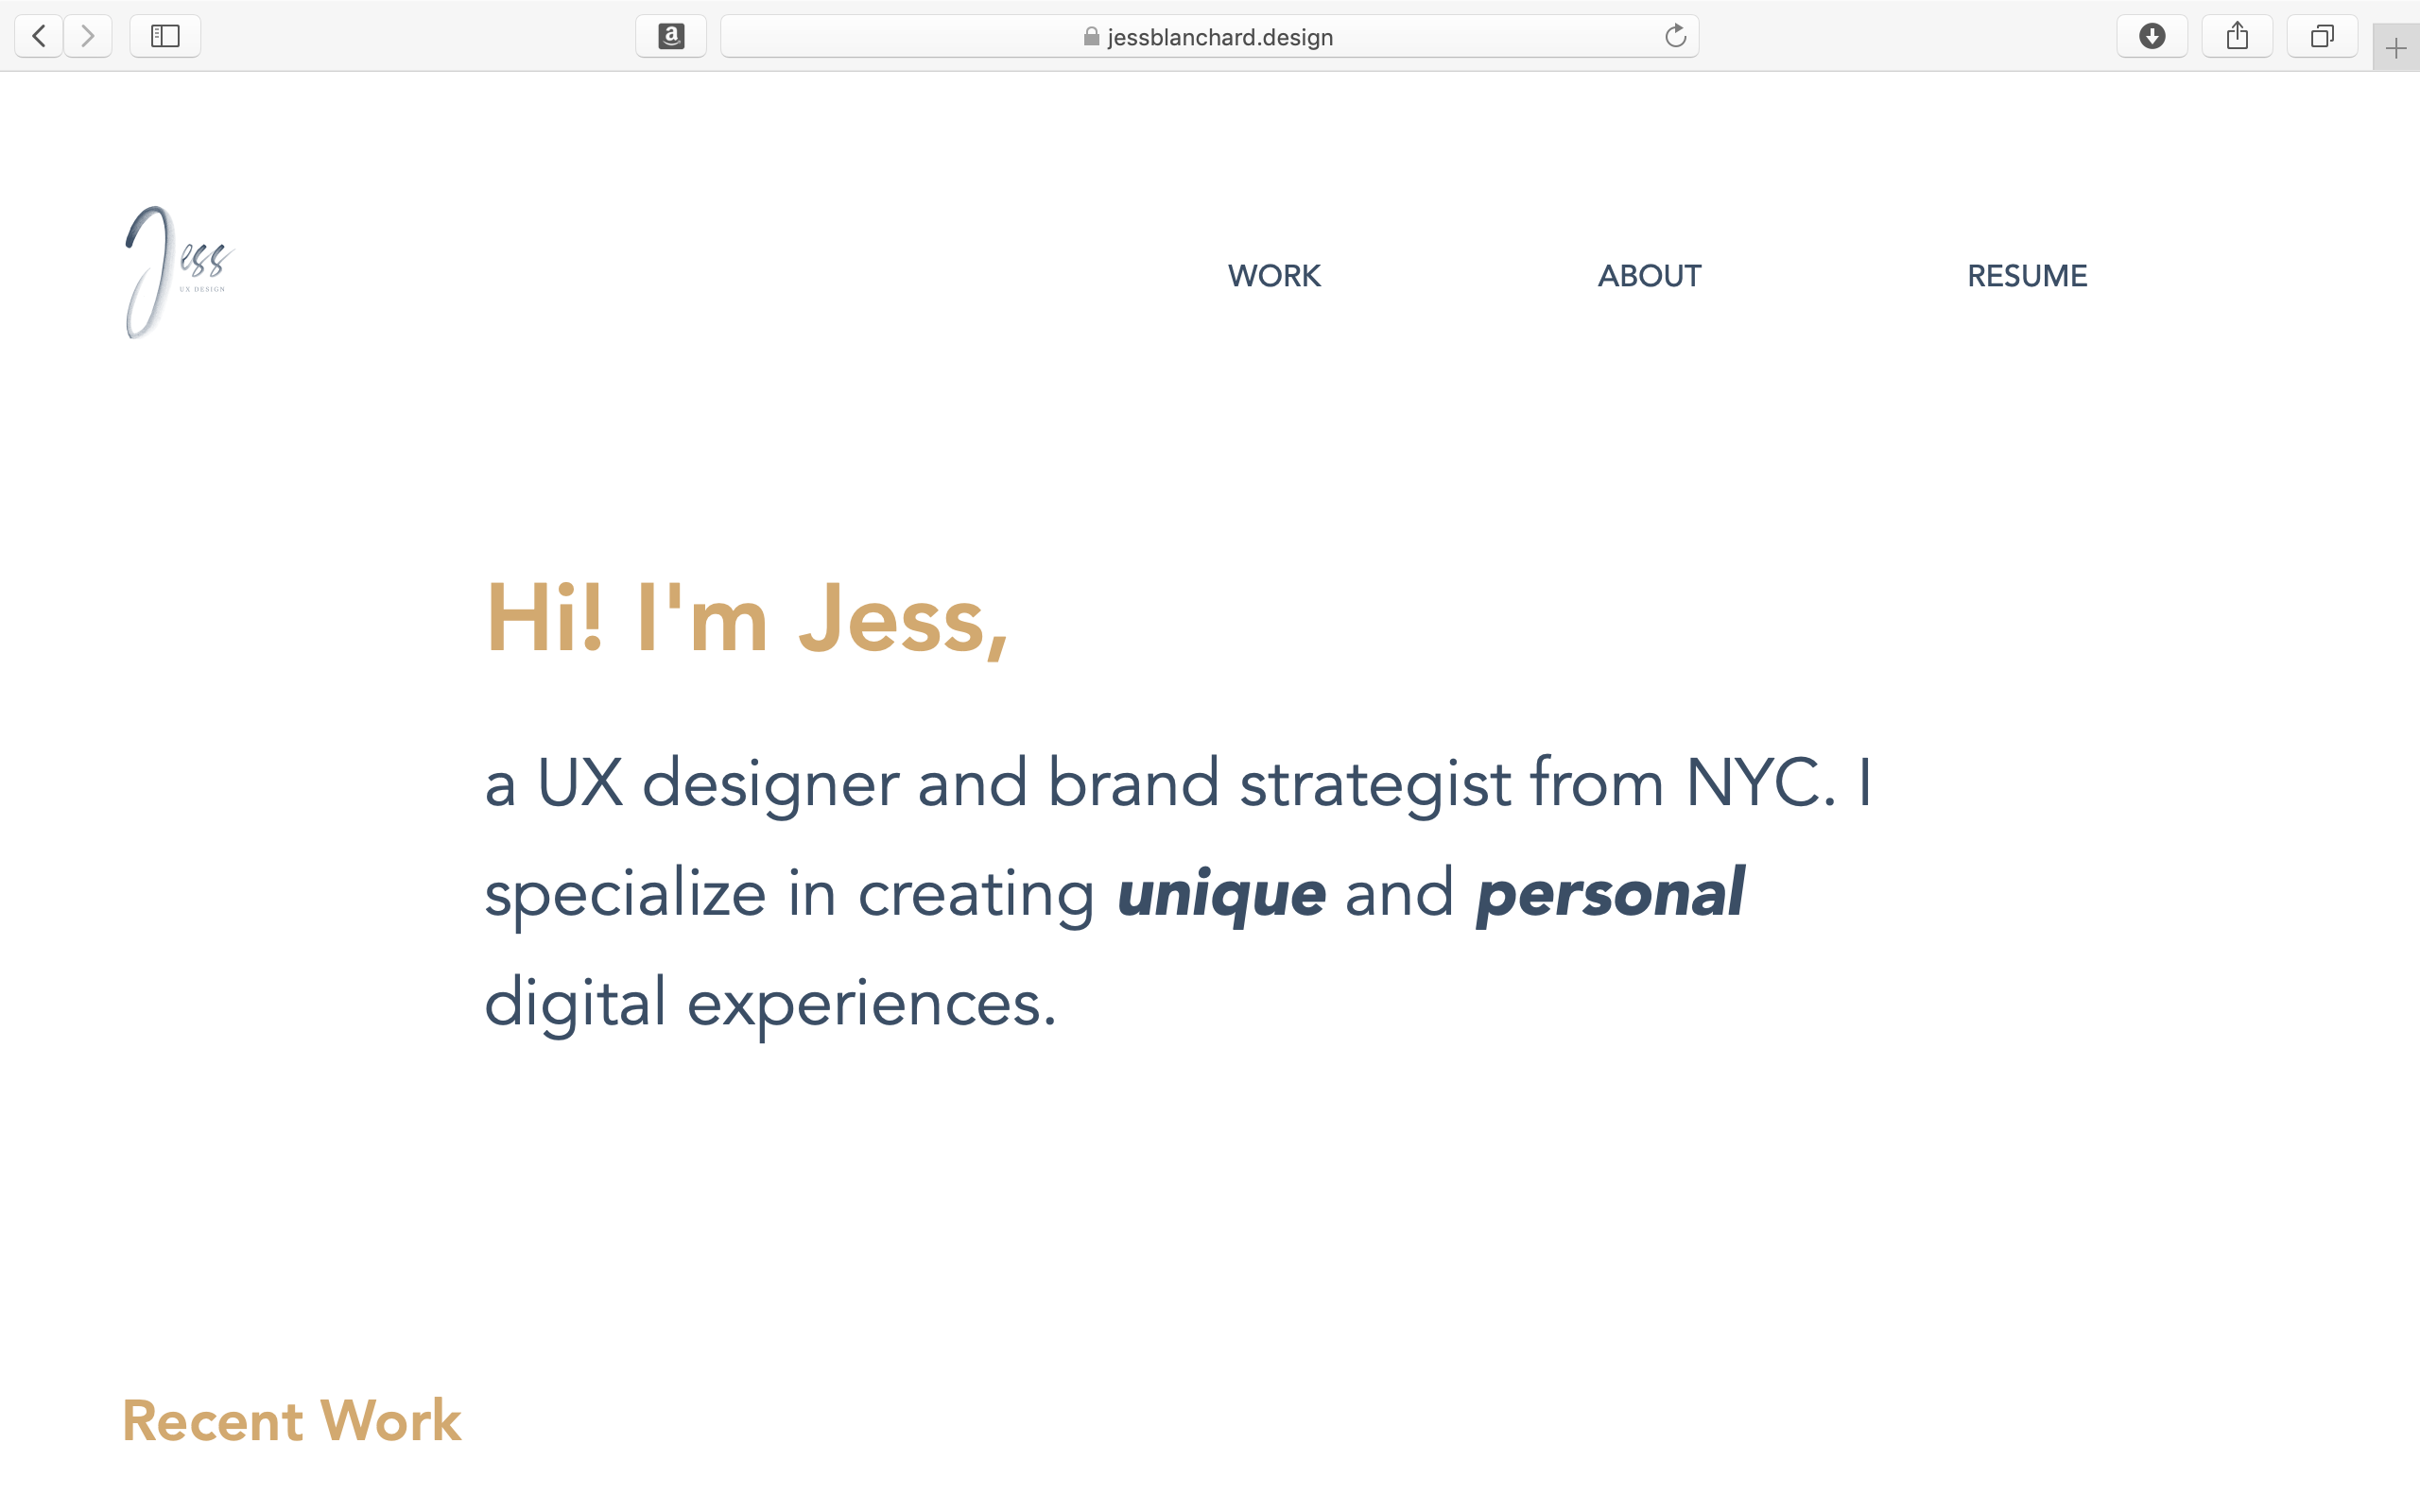 jessblanchard.design
Jess
UX DESIGN
WORK
ABOUT
RESUME
Hi! I'm Jess,
a UX designer and brand strategist from NYC. I
specialize in creating unique and personal
digital experiences.
Recent Work